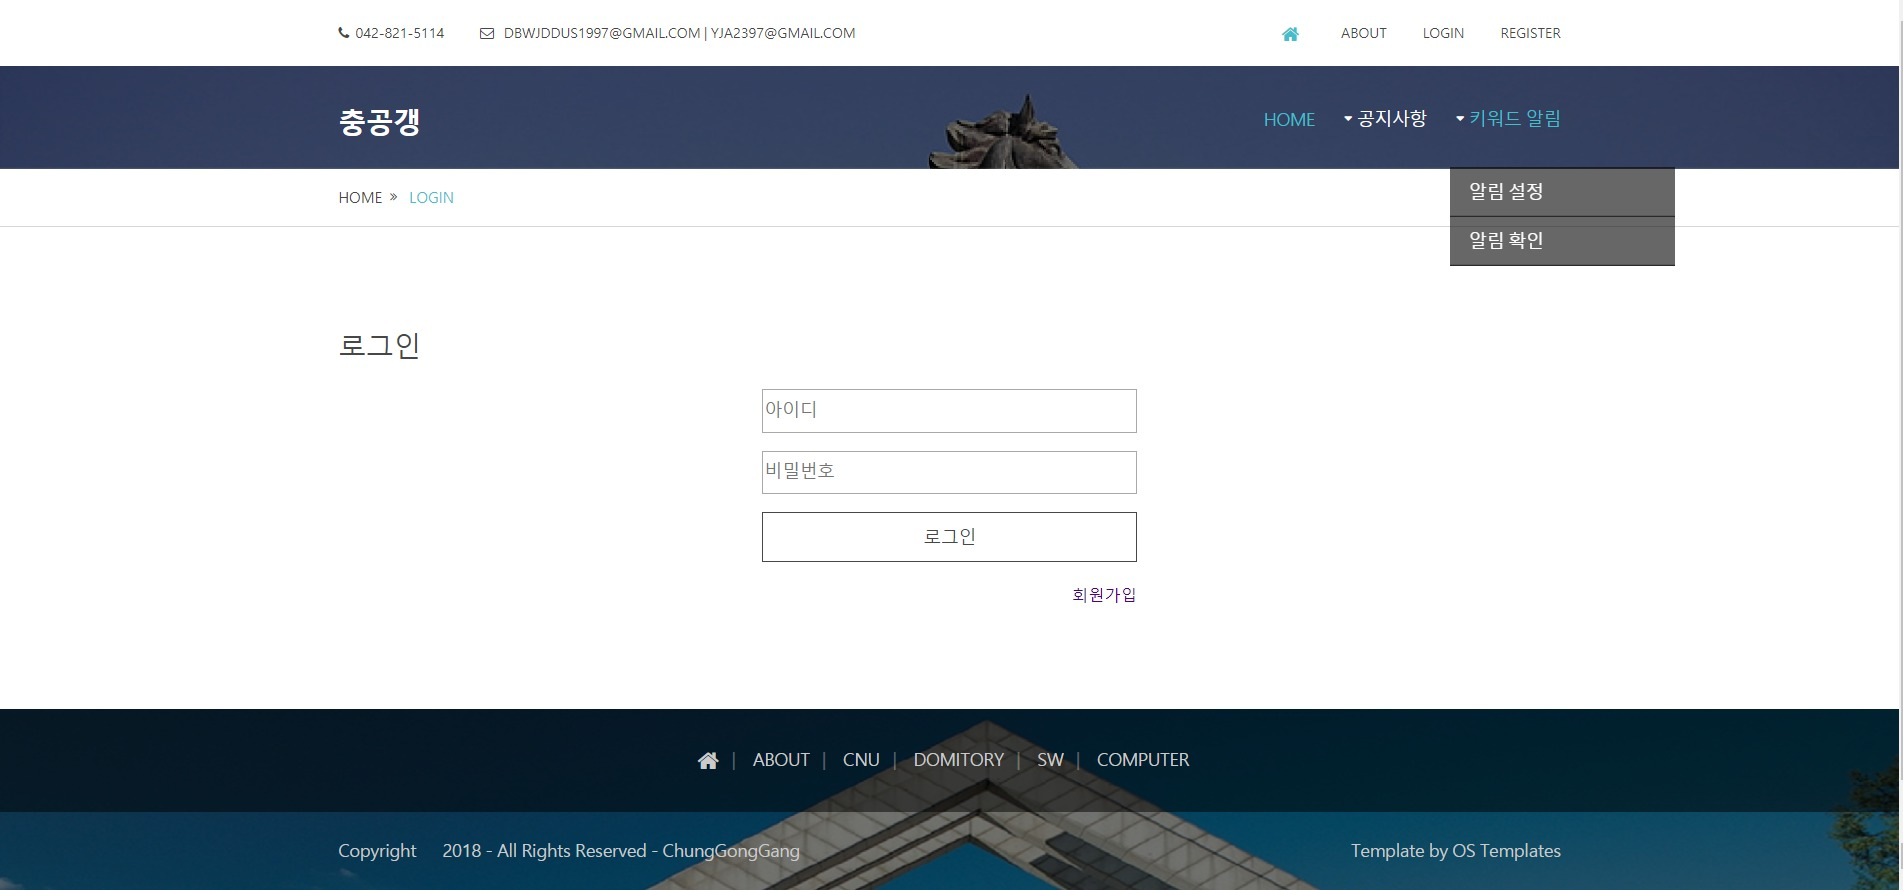 042-821-5114 DBWJDDUS1997@GMAIL.COM | YJA2397@GMAIL.COM ABOUT LOGIN REGISTER
충공갱 HOME 공지사항 키워드 알림
HOME » LOGIN
알림 설정
알림 확인
로그인
아이디
비밀번호
로그인
회원가입
| ABOUT | CNU | DOMITORY | SW | COMPUTER
Copyright 2018 - All Rights Reserved - ChungGongGang Template by OS Templates